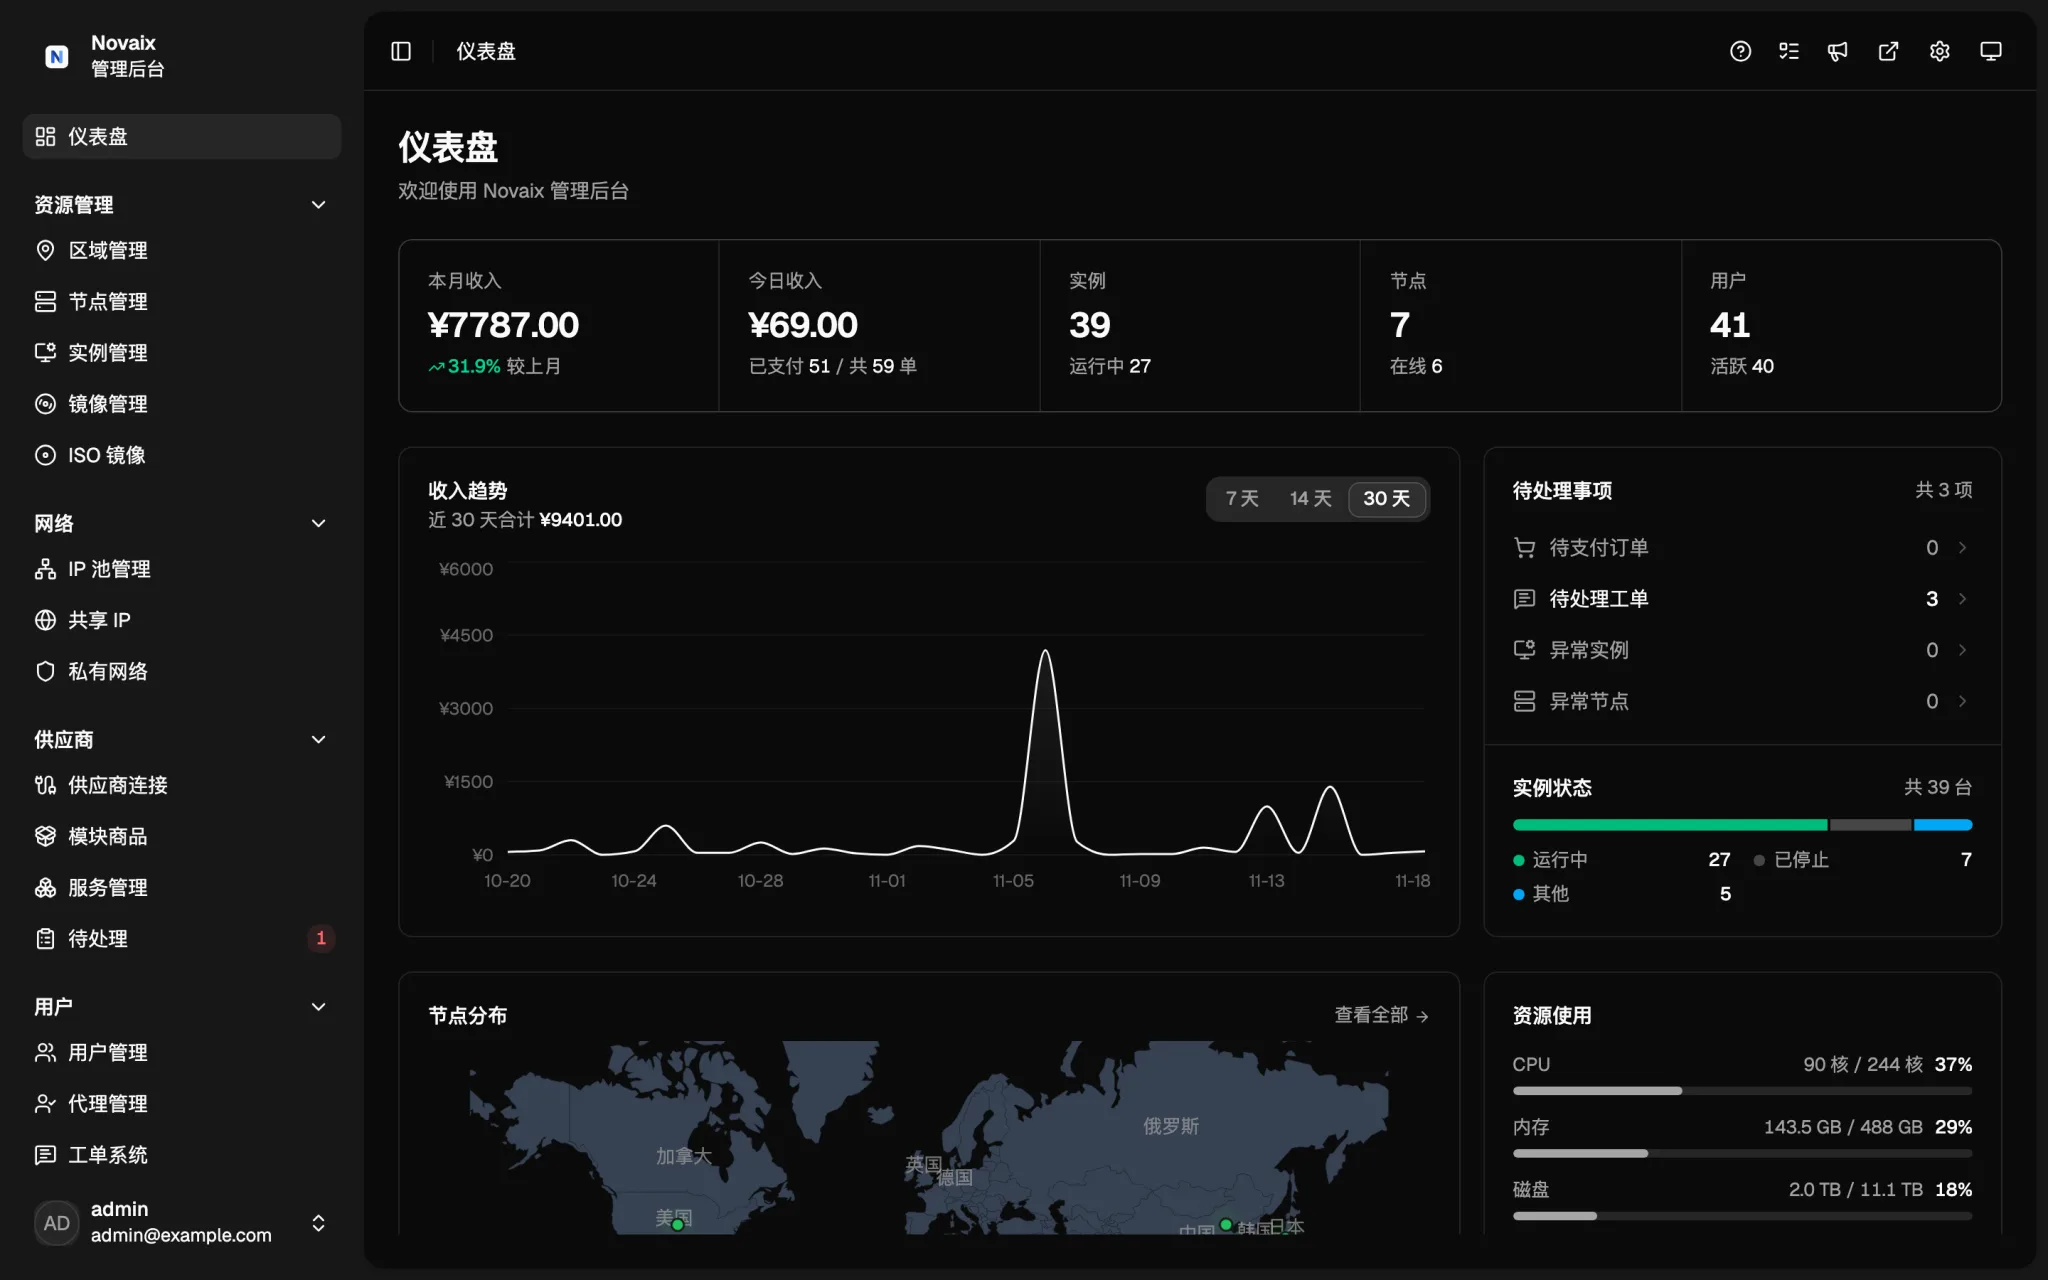 Novaix
管理后台
仪表盘
资源管理
区域管理
节点管理
实例管理
镜像管理
ISO 镜像
网络
IP 池管理
共享 IP
私有网络
供应商
供应商连接
模块商品
服务管理
待处理
1
用户
用户管理
代理管理
工单系统
AD
admin
admin@example.com
仪表盘
仪表盘
欢迎使用 Novaix 管理后台
本月收入
¥7787.00
31.9% 较上月
今日收入
¥69.00
已支付 51 / 共 59 单
实例
39
运行中 27
节点
7
在线 6
用户
41
活跃 40
收入趋势
近 30 天合计 ¥9401.00
7 天
14 天
30 天
¥6000
¥4500
¥3000
¥1500
¥0
10-20
10-24
10-28
11-01
11-05
11-09
11-13
11-18
待处理事项
共 3 项
待支付订单
0
待处理工单
3
异常实例
0
异常节点
0
实例状态
共 39 台
运行中
27
已停止
7
其他
5
节点分布
查看全部
俄罗斯
加拿大
英国
德国
美国
中国
韩国
日本
资源使用
CPU
90 核 / 244 核 37%
内存
143.5 GB / 488 GB 29%
磁盘
2.0 TB / 11.1 TB 18%